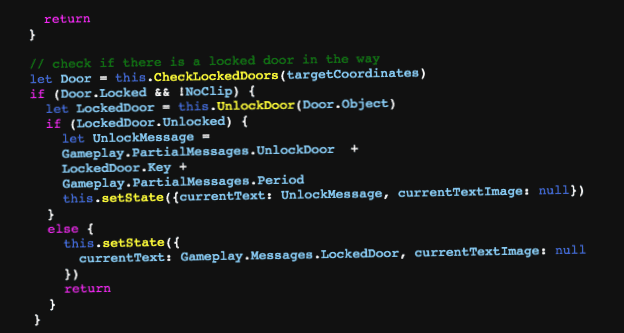 return
}
// check if there is a locked door in the way
let Door = this.CheckLockedDoors(targetCoordinates)
if (Door.Locked && !NoClip) {
let LockedDoor = this.UnlockDoor(Door.Object)
if (LockedDoor.Unlocked) {
let UnlockMessage =
Gameplay.PartialMessages.UnlockDoor +
LockedDoor.Key +
Gameplay.PartialMessages.Period
this.setState({currentText: UnlockMessage, currentTextImage: null})
}
else {
this.setState({
currentText: Gameplay.Messages.LockedDoor, currentTextImage: null
})
return
}
}